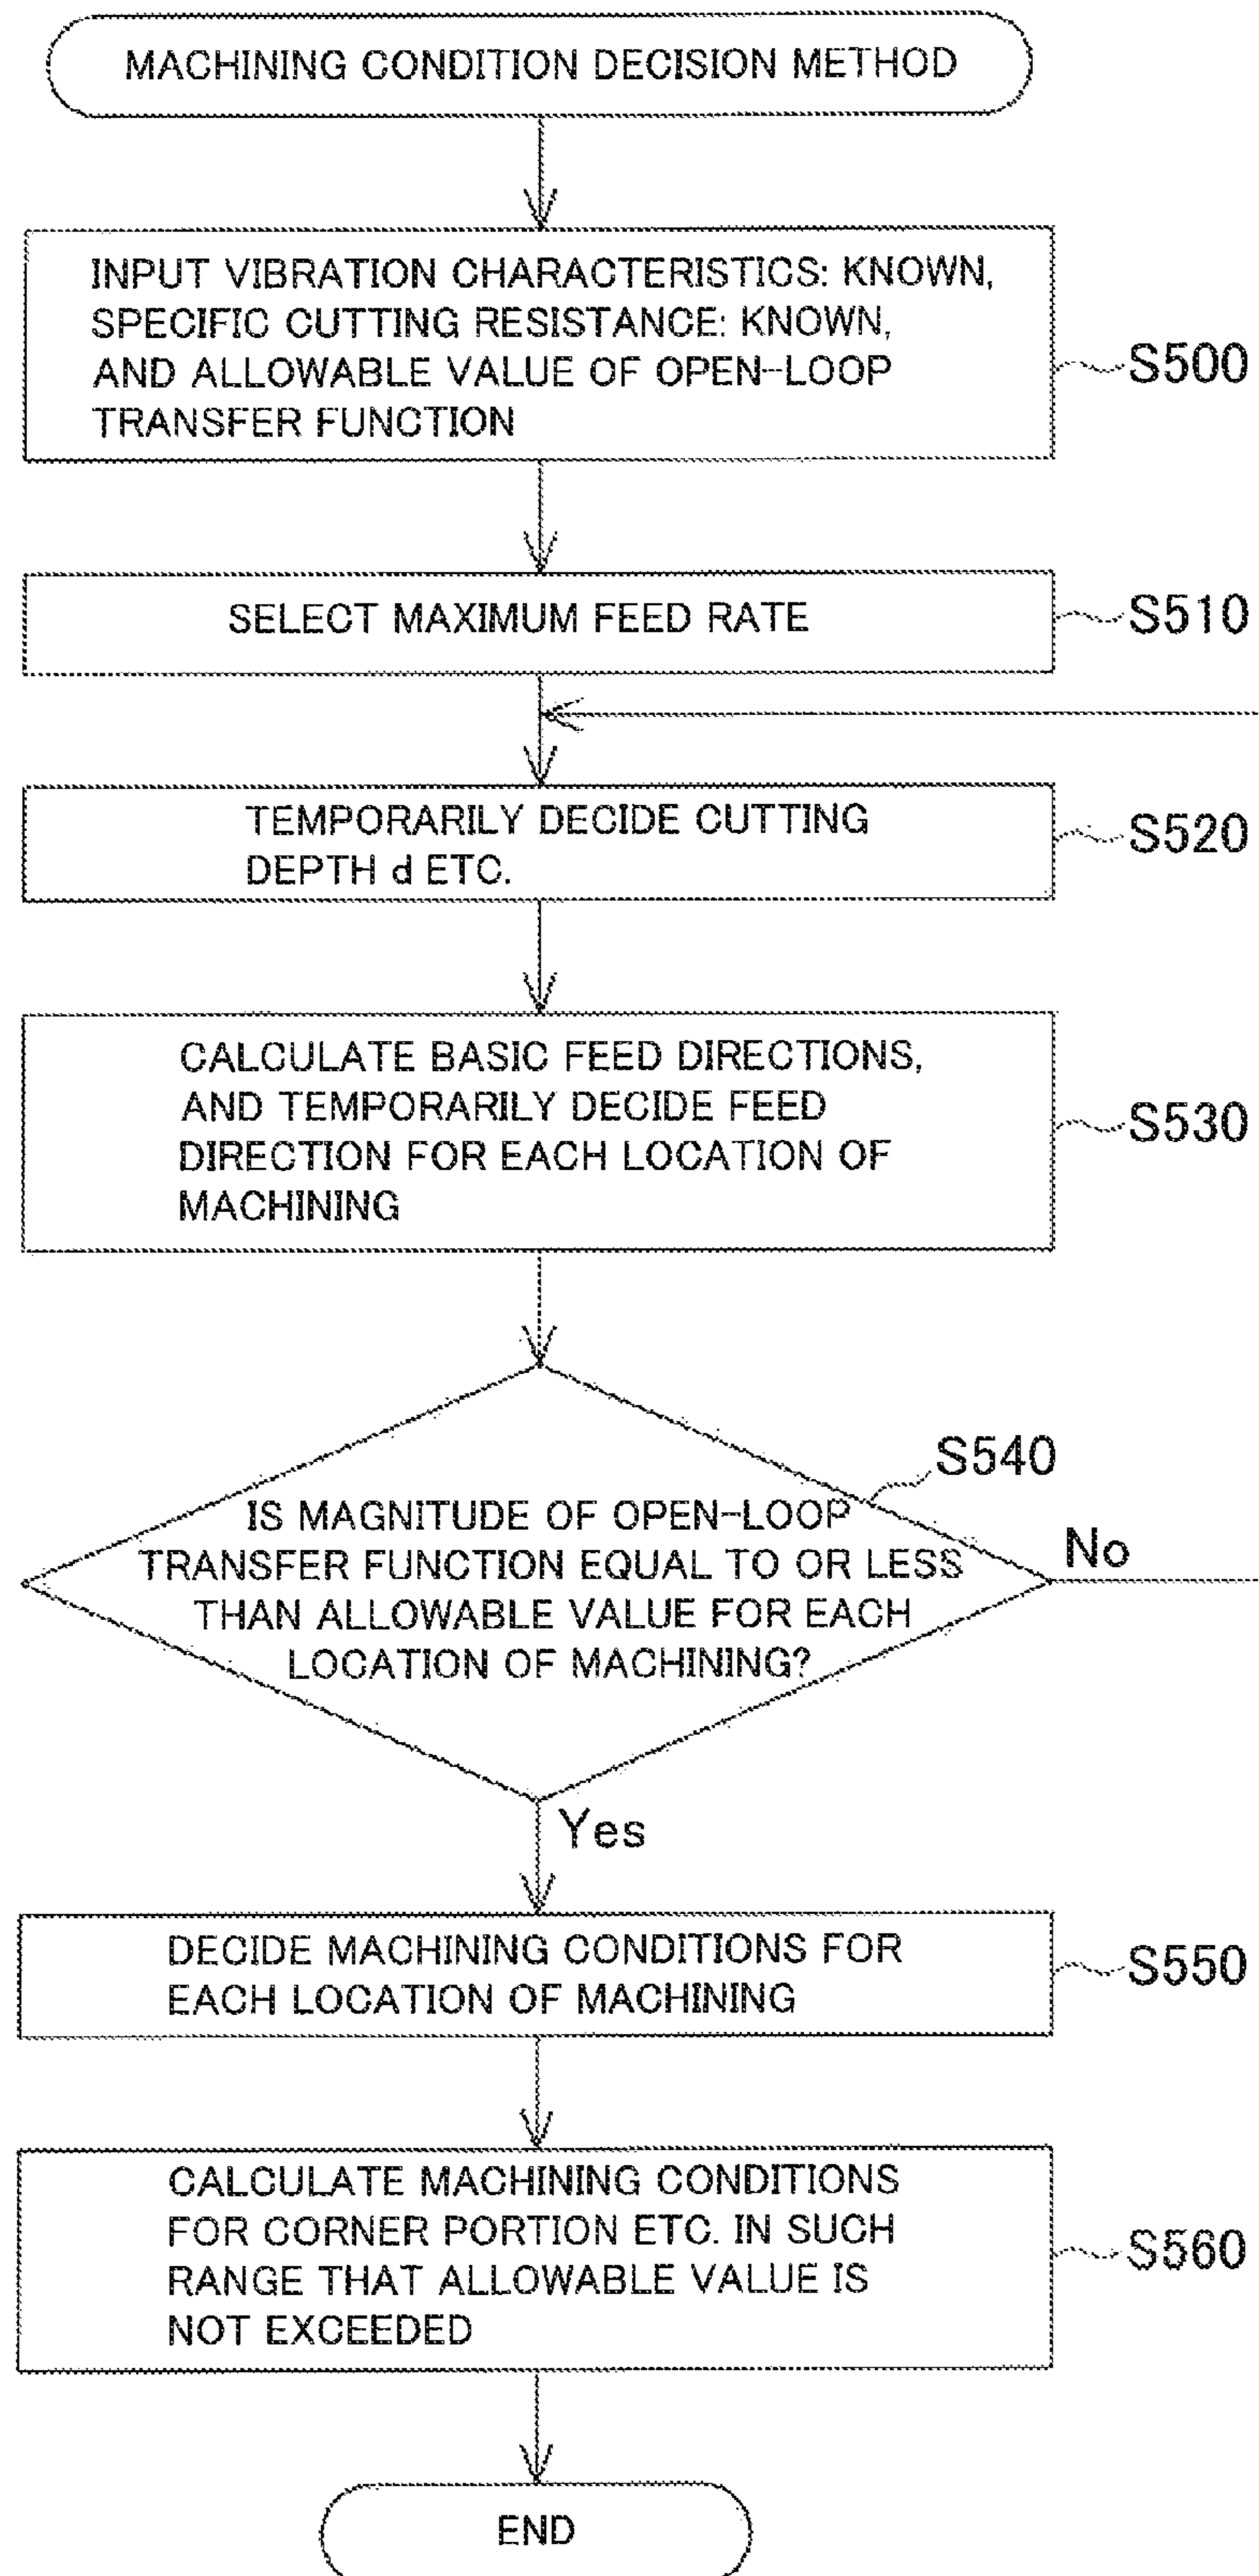 MACHINING CONDITION DECISION METHOD
INPUT VIBRATION CHARACTERISTICS: KNOWN,
SPECIFIC CUTTING RESISTANCE: KNOWN,
AND ALLOWABLE VALUE OF OPEN-LOOP
TRANSFER FUNCTION
S500
SELECT MAXIMUM FEED RATE
S510
TEMPORARILY DECIDE CUTTING
DEPTH d ETC.
S520
CALCULATE BASIC FEED DIRECTIONS,
AND TEMPORARILY DECIDE FEED
DIRECTION FOR EACH LOCATION OF
MACHINING
S530
S540
IS MAGNITUDE OF OPEN-LOOP
TRANSFER FUNCTION EQUAL TO OR LESS
THAN ALLOWABLE VALUE FOR EACH
LOCATION OF MACHINING?
No
Yes
DECIDE MACHINING CONDITIONS FOR
EACH LOCATION OF MACHINING
S550
CALCULATE MACHINING CONDITIONS
FOR CORNER PORTION ETC. IN SUCH
RANGE THAT ALLOWABLE VALUE IS
NOT EXCEEDED
S560
END